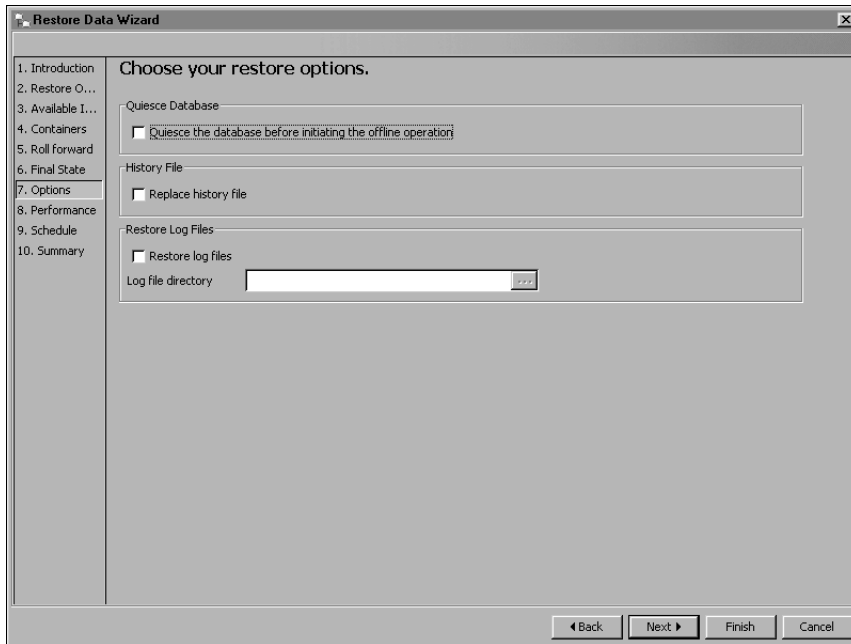 Restore Data Wizard
1. Introduction
2. Restore O...
3. Available I...
4. Containers
5. Roll forward
6. Final State
7. Options
8. Performance
9. Schedule
10. Summary
Choose your restore options.
Quiesce Database
Quiesce the database before initiating the offline operation
History File
Replace history file
Restore Log Files
Restore log files
Log file directory
...
Back
Next
Finish
Cancel